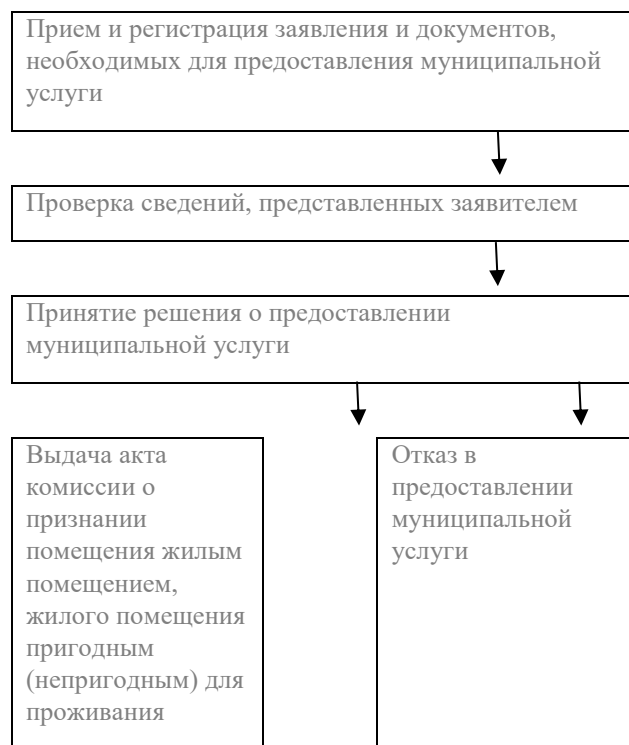 Прием и регистрация заявления и документов,
необходимых для предоставления муниципальной
услуги
Проверка сведений, представленных заявителем
Принятие решения о предоставлении
муниципальной услуги
Выдача акта
комиссии о
признании
помещения жилым
помещением,
жилого помещения
пригодным
(непригодным) для
проживания
Отказ в
предоставлении
муниципальной
услуги